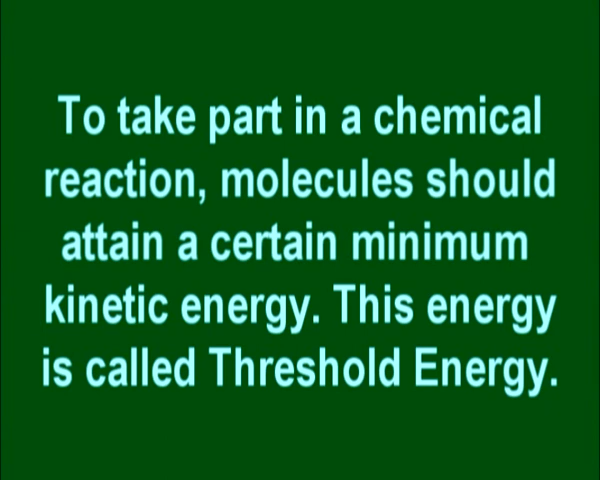 To take part in a chemical
reaction, molecules should
attain a certain minimum
kinetic energy. This energy
is called Threshold Energy.